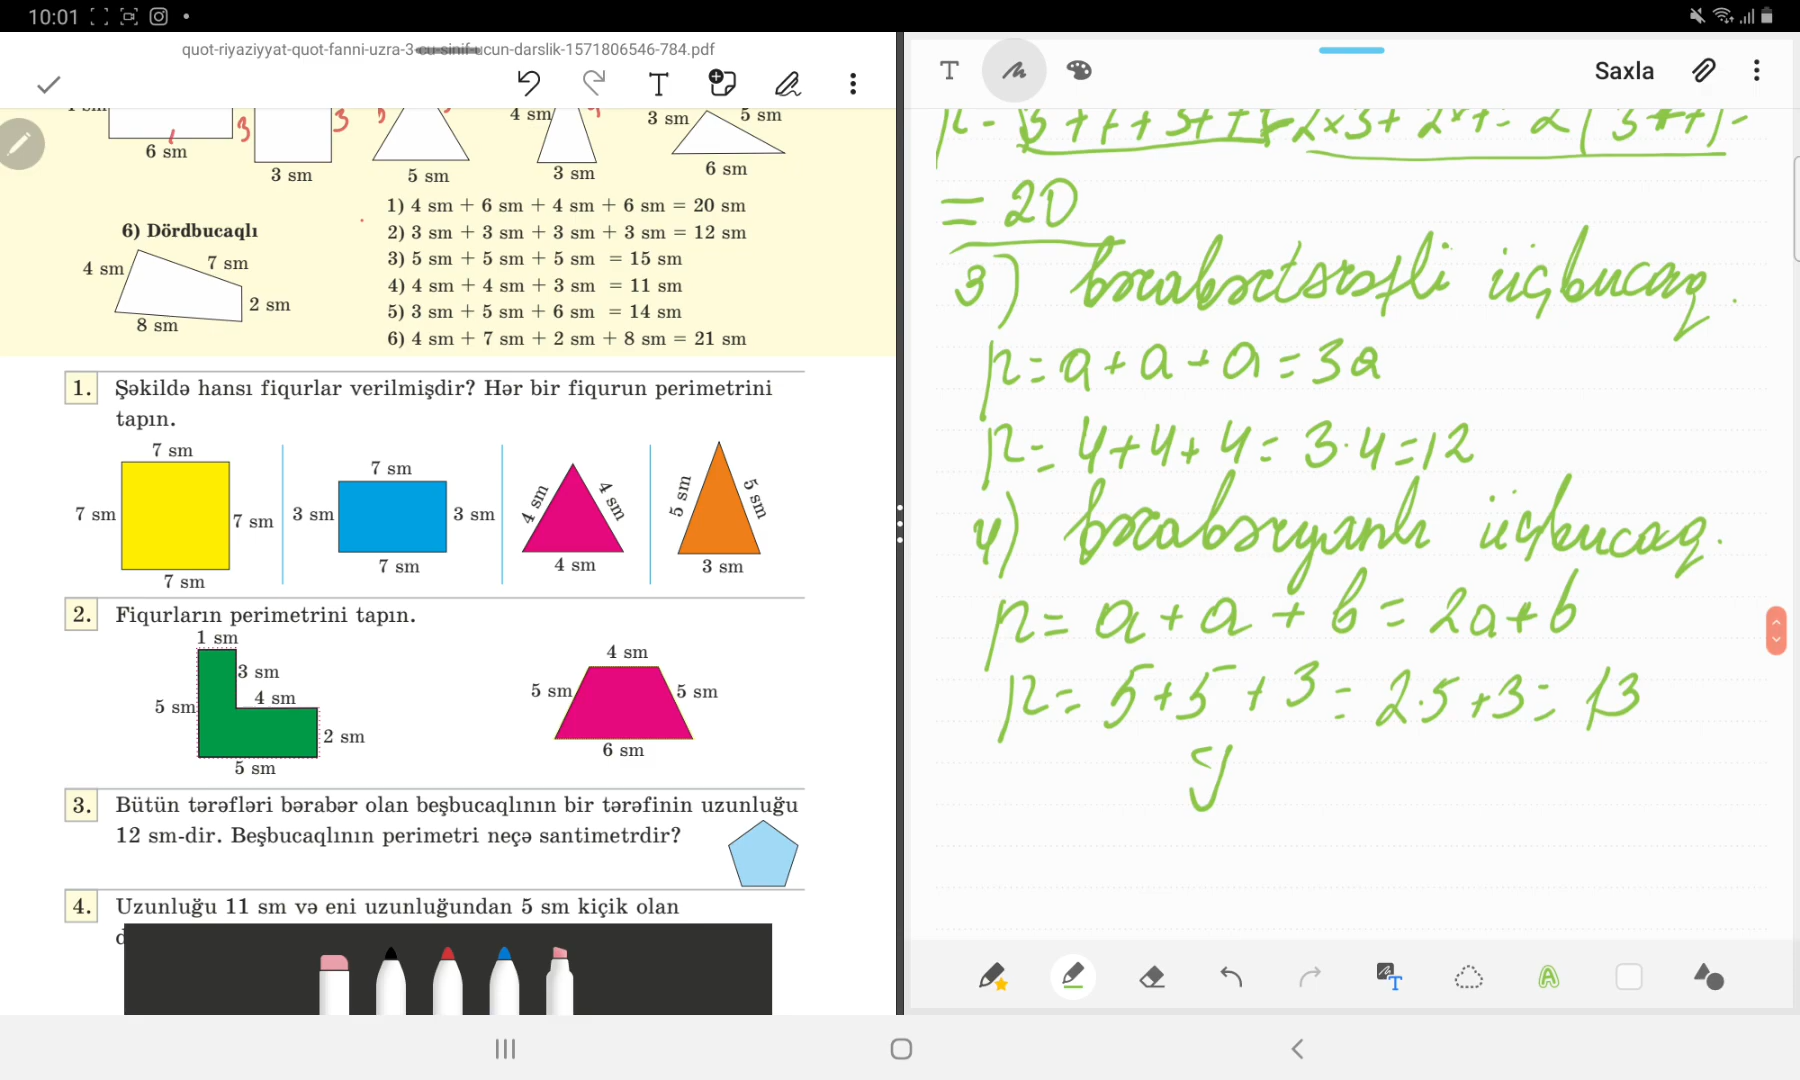 10:01
quot-riyaziyyat-quot-fanni-uzra-3-cu-sinif-ucun-darslik-1571806546-784.pdf
6 sm
3
3 sm
3
5 sm
4 sm
3 sm
3 sm
5 sm
6 sm
6) Dördbucaqlı
4 sm
7 sm
2 sm
8 sm
1) 4 sm + 6 sm + 4 sm + 6 sm = 20 sm
2) 3 sm + 3 sm + 3 sm + 3 sm = 12 sm
3) 5 sm + 5 sm + 5 sm = 15 sm
4) 4 sm + 4 sm + 3 sm = 11 sm
5) 3 sm + 5 sm + 6 sm = 14 sm
6) 4 sm + 7 sm + 2 sm + 8 sm = 21 sm
1. Şəkildə hansı fiqurlar verilmişdir? Hər bir fiqurun perimetrini
tapın.
7 sm
7 sm
7 sm
7 sm
7 sm
3 sm
3 sm
7 sm
4 sm
4 sm
4 sm
5 sm
5 sm
3 sm
2. Fiqurların perimetrini tapın.
1 sm
3 sm
4 sm
5 sm
2 sm
5 sm
4 sm
5 sm
5 sm
6 sm
3. Bütün tərəfləri bərabər olan beşbucaqlının bir tərəfinin uzunluğu
12 sm-dir. Beşbucaqlının perimetri neçə santimetrdir?
4. Uzunluğu 11 sm və eni uzunluğundan 5 sm kiçik olan
Saxla
= 20
3) bərabərtərəfli üçbucaq.
p = a + a + a = 3a
p = 4 + 4 + 4 = 3 · 4 = 12
4) bərabəryanlı üçbucaq.
p = a + a + b = 2a + b
p = 5 + 5 + 3 = 2 · 5 + 3 = 13
5